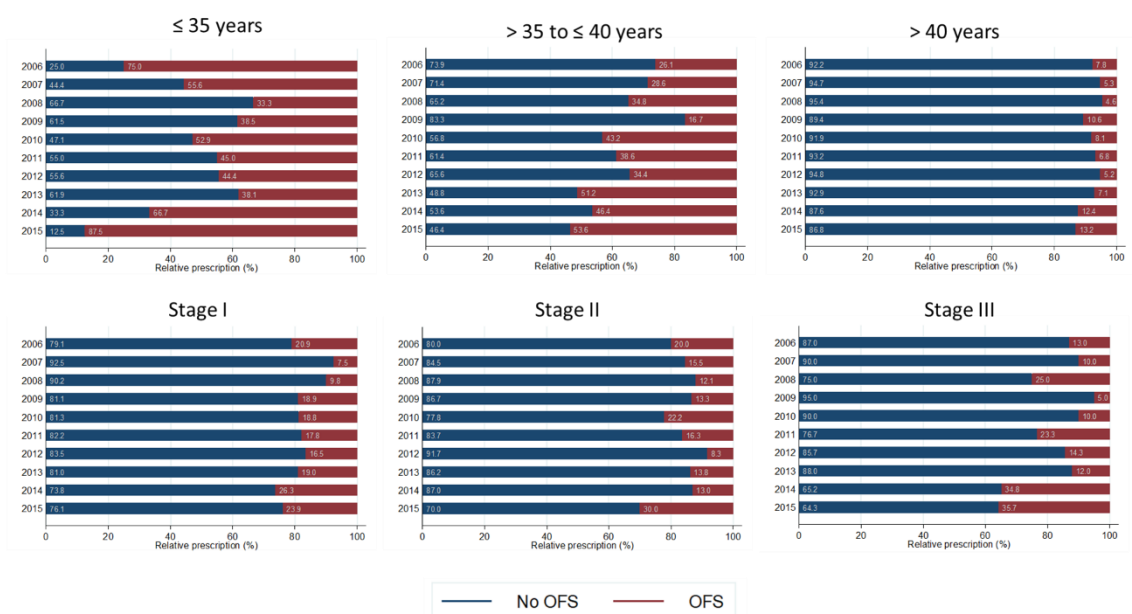 ≤ 35 years
2006 25.0 75.0
2007 44.4 55.6
2008 66.7 33.3
2009 61.5 38.5
2010 47.1 52.9
2011 55.0 45.0
2012 55.6 44.4
2013 61.9 38.1
2014 33.3 66.7
2015 12.5 87.5
0 20 40 60 80 100
Relative prescription (%)
> 35 to ≤ 40 years
2006 73.9 26.1
2007 71.4 28.6
2008 65.2 34.8
2009 83.3 16.7
2010 56.8 43.2
2011 61.4 38.6
2012 65.6 34.4
2013 48.8 51.2
2014 53.6 46.4
2015 46.4 53.6
0 20 40 60 80 100
Relative prescription (%)
> 40 years
2006 92.2 7.8
2007 94.7 5.3
2008 95.4 4.6
2009 89.4 10.6
2010 91.9 8.1
2011 93.2 6.8
2012 94.8 5.2
2013 92.9 7.1
2014 87.6 12.4
2015 86.8 13.2
0 20 40 60 80 100
Relative prescription (%)
Stage I
2006 79.1 20.9
2007 92.5 7.5
2008 90.2 9.8
2009 81.1 18.9
2010 81.3 18.8
2011 82.2 17.8
2012 83.5 16.5
2013 81.0 19.0
2014 73.8 26.3
2015 76.1 23.9
0 20 40 60 80 100
Relative prescription (%)
Stage II
2006 80.0 20.0
2007 84.5 15.5
2008 87.9 12.1
2009 86.7 13.3
2010 77.8 22.2
2011 83.7 16.3
2012 91.7 8.3
2013 86.2 13.8
2014 87.0 13.0
2015 70.0 30.0
0 20 40 60 80 100
Relative prescription (%)
Stage III
2006 87.0 13.0
2007 90.0 10.0
2008 75.0 25.0
2009 95.0 5.0
2010 90.0 10.0
2011 76.7 23.3
2012 85.7 14.3
2013 88.0 12.0
2014 65.2 34.8
2015 64.3 35.7
0 20 40 60 80 100
Relative prescription (%)
No OFS OFS